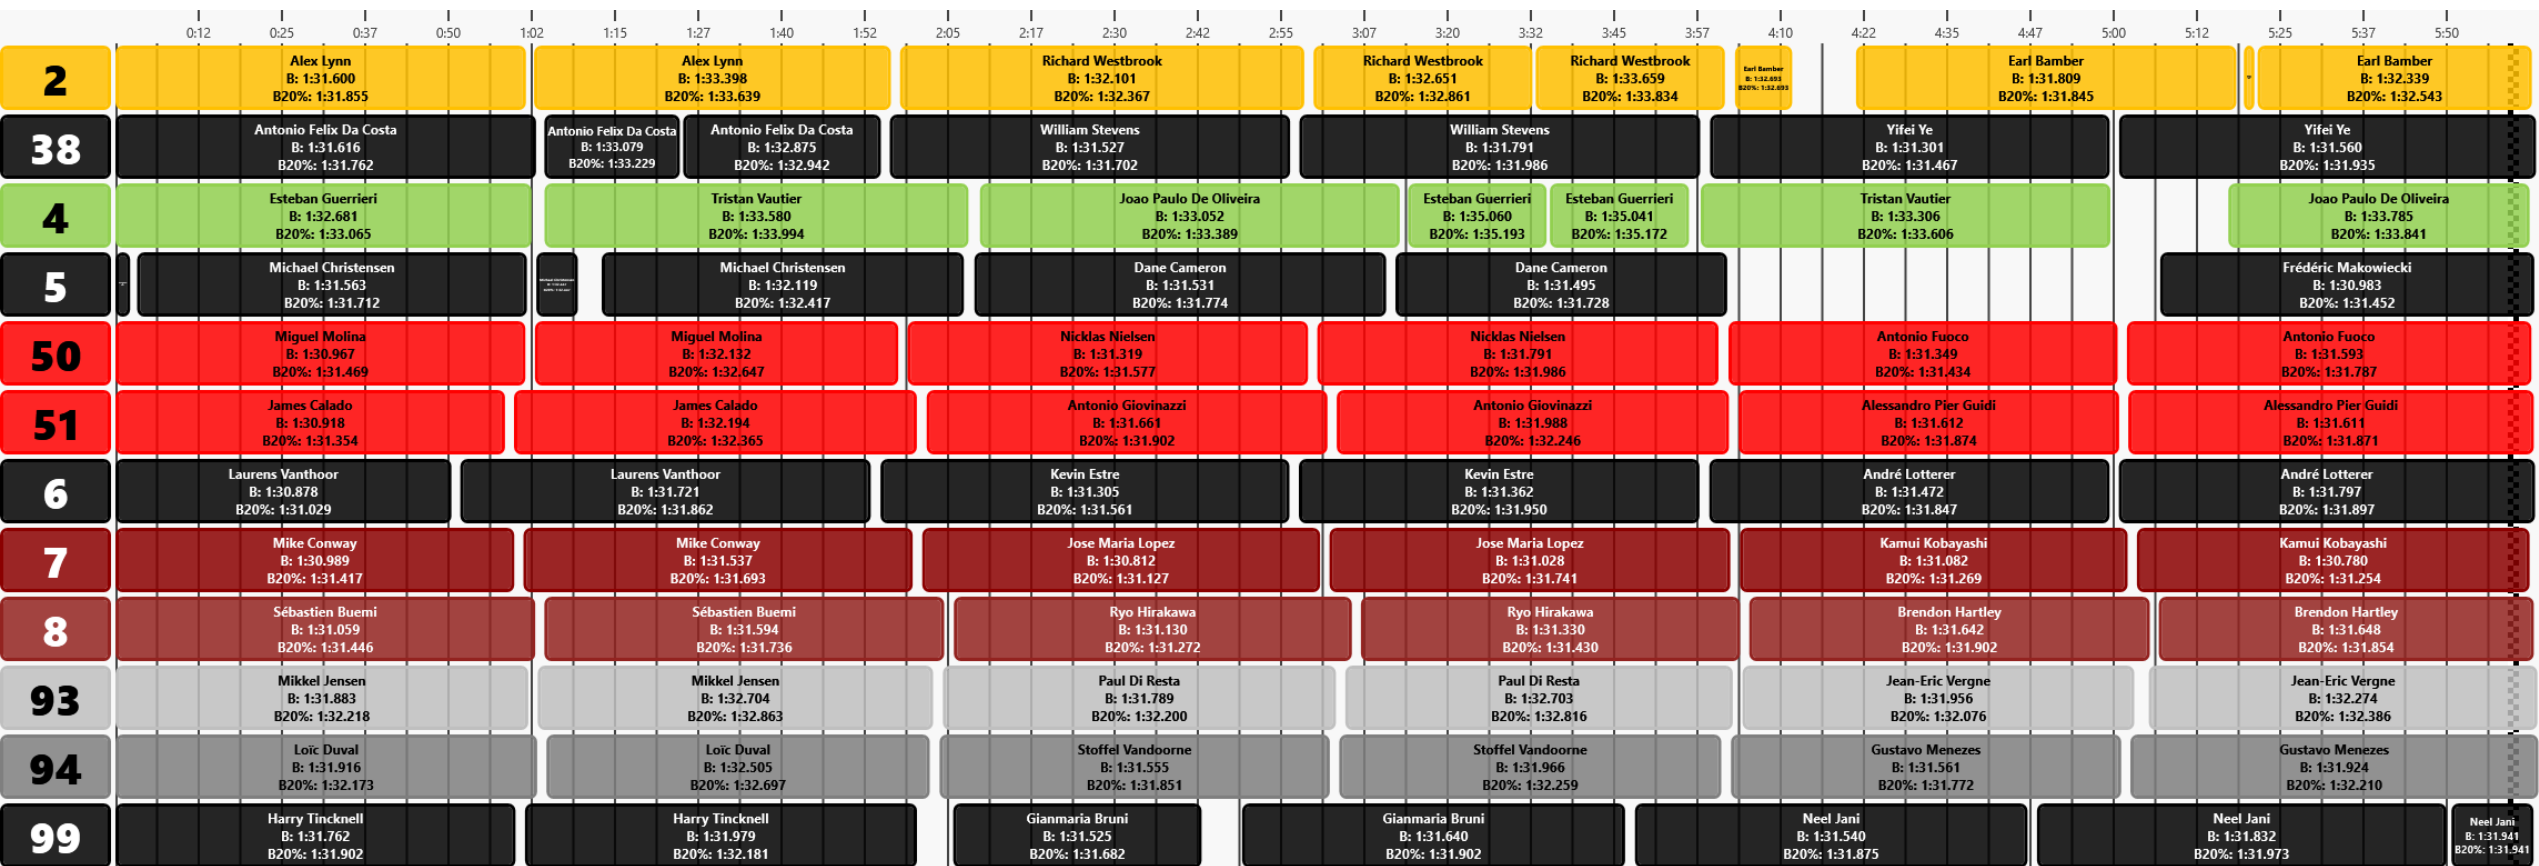 0:12 0:25 0:37 0:50 1:02 1:15 1:27 1:40 1:52 2:05 2:17 2:30 2:42 2:55 3:07 3:20 3:32 3:45 3:57 4:10 4:22 4:35 4:47 5:00 5:12 5:25 5:37 5:50
2
Alex Lynn
B: 1:31.600
B20%: 1:31.855
Alex Lynn
B: 1:33.398
B20%: 1:33.639
Richard Westbrook
B: 1:32.101
B20%: 1:32.367
Richard Westbrook
B: 1:32.651
B20%: 1:32.861
Richard Westbrook
B: 1:33.659
B20%: 1:33.834
Earl Bamber
B: 1:32.693
B20%: 1:32.693
Earl Bamber
B: 1:31.809
B20%: 1:31.845
Earl Bamber
B: 1:32.339
B20%: 1:32.543
38
Antonio Felix Da Costa
B: 1:31.616
B20%: 1:31.762
Antonio Felix Da Costa
B: 1:33.079
B20%: 1:33.229
Antonio Felix Da Costa
B: 1:32.875
B20%: 1:32.942
William Stevens
B: 1:31.527
B20%: 1:31.702
William Stevens
B: 1:31.791
B20%: 1:31.986
Yifei Ye
B: 1:31.301
B20%: 1:31.467
Yifei Ye
B: 1:31.560
B20%: 1:31.935
4
Esteban Guerrieri
B: 1:32.681
B20%: 1:33.065
Tristan Vautier
B: 1:33.580
B20%: 1:33.994
Joao Paulo De Oliveira
B: 1:33.052
B20%: 1:33.389
Esteban Guerrieri
B: 1:35.060
B20%: 1:35.193
Esteban Guerrieri
B: 1:35.041
B20%: 1:35.172
Tristan Vautier
B: 1:33.306
B20%: 1:33.606
Joao Paulo De Oliveira
B: 1:33.785
B20%: 1:33.841
5
Michael Christensen
B: 1:31.563
B20%: 1:31.712
Michael Christensen
B: 1:32.119
B20%: 1:32.417
Dane Cameron
B: 1:31.531
B20%: 1:31.774
Dane Cameron
B: 1:31.495
B20%: 1:31.728
Frédéric Makowiecki
B: 1:30.983
B20%: 1:31.452
50
Miguel Molina
B: 1:30.967
B20%: 1:31.469
Miguel Molina
B: 1:32.132
B20%: 1:32.647
Nicklas Nielsen
B: 1:31.319
B20%: 1:31.577
Nicklas Nielsen
B: 1:31.791
B20%: 1:31.986
Antonio Fuoco
B: 1:31.349
B20%: 1:31.434
Antonio Fuoco
B: 1:31.593
B20%: 1:31.787
51
James Calado
B: 1:30.918
B20%: 1:31.354
James Calado
B: 1:32.194
B20%: 1:32.365
Antonio Giovinazzi
B: 1:31.661
B20%: 1:31.902
Antonio Giovinazzi
B: 1:31.988
B20%: 1:32.246
Alessandro Pier Guidi
B: 1:31.612
B20%: 1:31.874
Alessandro Pier Guidi
B: 1:31.611
B20%: 1:31.871
6
Laurens Vanthoor
B: 1:30.878
B20%: 1:31.029
Laurens Vanthoor
B: 1:31.721
B20%: 1:31.862
Kevin Estre
B: 1:31.305
B20%: 1:31.561
Kevin Estre
B: 1:31.362
B20%: 1:31.950
André Lotterer
B: 1:31.472
B20%: 1:31.847
André Lotterer
B: 1:31.797
B20%: 1:31.897
7
Mike Conway
B: 1:30.989
B20%: 1:31.417
Mike Conway
B: 1:31.537
B20%: 1:31.693
Jose Maria Lopez
B: 1:30.812
B20%: 1:31.127
Jose Maria Lopez
B: 1:31.028
B20%: 1:31.741
Kamui Kobayashi
B: 1:31.082
B20%: 1:31.269
Kamui Kobayashi
B: 1:30.780
B20%: 1:31.254
8
Sébastien Buemi
B: 1:31.059
B20%: 1:31.446
Sébastien Buemi
B: 1:31.594
B20%: 1:31.736
Ryo Hirakawa
B: 1:31.130
B20%: 1:31.272
Ryo Hirakawa
B: 1:31.330
B20%: 1:31.430
Brendon Hartley
B: 1:31.642
B20%: 1:31.902
Brendon Hartley
B: 1:31.648
B20%: 1:31.854
93
Mikkel Jensen
B: 1:31.883
B20%: 1:32.218
Mikkel Jensen
B: 1:32.704
B20%: 1:32.863
Paul Di Resta
B: 1:31.789
B20%: 1:32.200
Paul Di Resta
B: 1:32.703
B20%: 1:32.816
Jean-Eric Vergne
B: 1:31.956
B20%: 1:32.076
Jean-Eric Vergne
B: 1:32.274
B20%: 1:32.386
94
Loïc Duval
B: 1:31.916
B20%: 1:32.173
Loïc Duval
B: 1:32.505
B20%: 1:32.697
Stoffel Vandoorne
B: 1:31.555
B20%: 1:31.851
Stoffel Vandoorne
B: 1:31.966
B20%: 1:32.259
Gustavo Menezes
B: 1:31.561
B20%: 1:31.772
Gustavo Menezes
B: 1:31.924
B20%: 1:32.210
99
Harry Tincknell
B: 1:31.762
B20%: 1:31.902
Harry Tincknell
B: 1:31.979
B20%: 1:32.181
Gianmaria Bruni
B: 1:31.525
B20%: 1:31.682
Gianmaria Bruni
B: 1:31.640
B20%: 1:31.902
Neel Jani
B: 1:31.540
B20%: 1:31.875
Neel Jani
B: 1:31.832
B20%: 1:31.973
Neel Jani
B: 1:31.941
B20%: 1:31.941